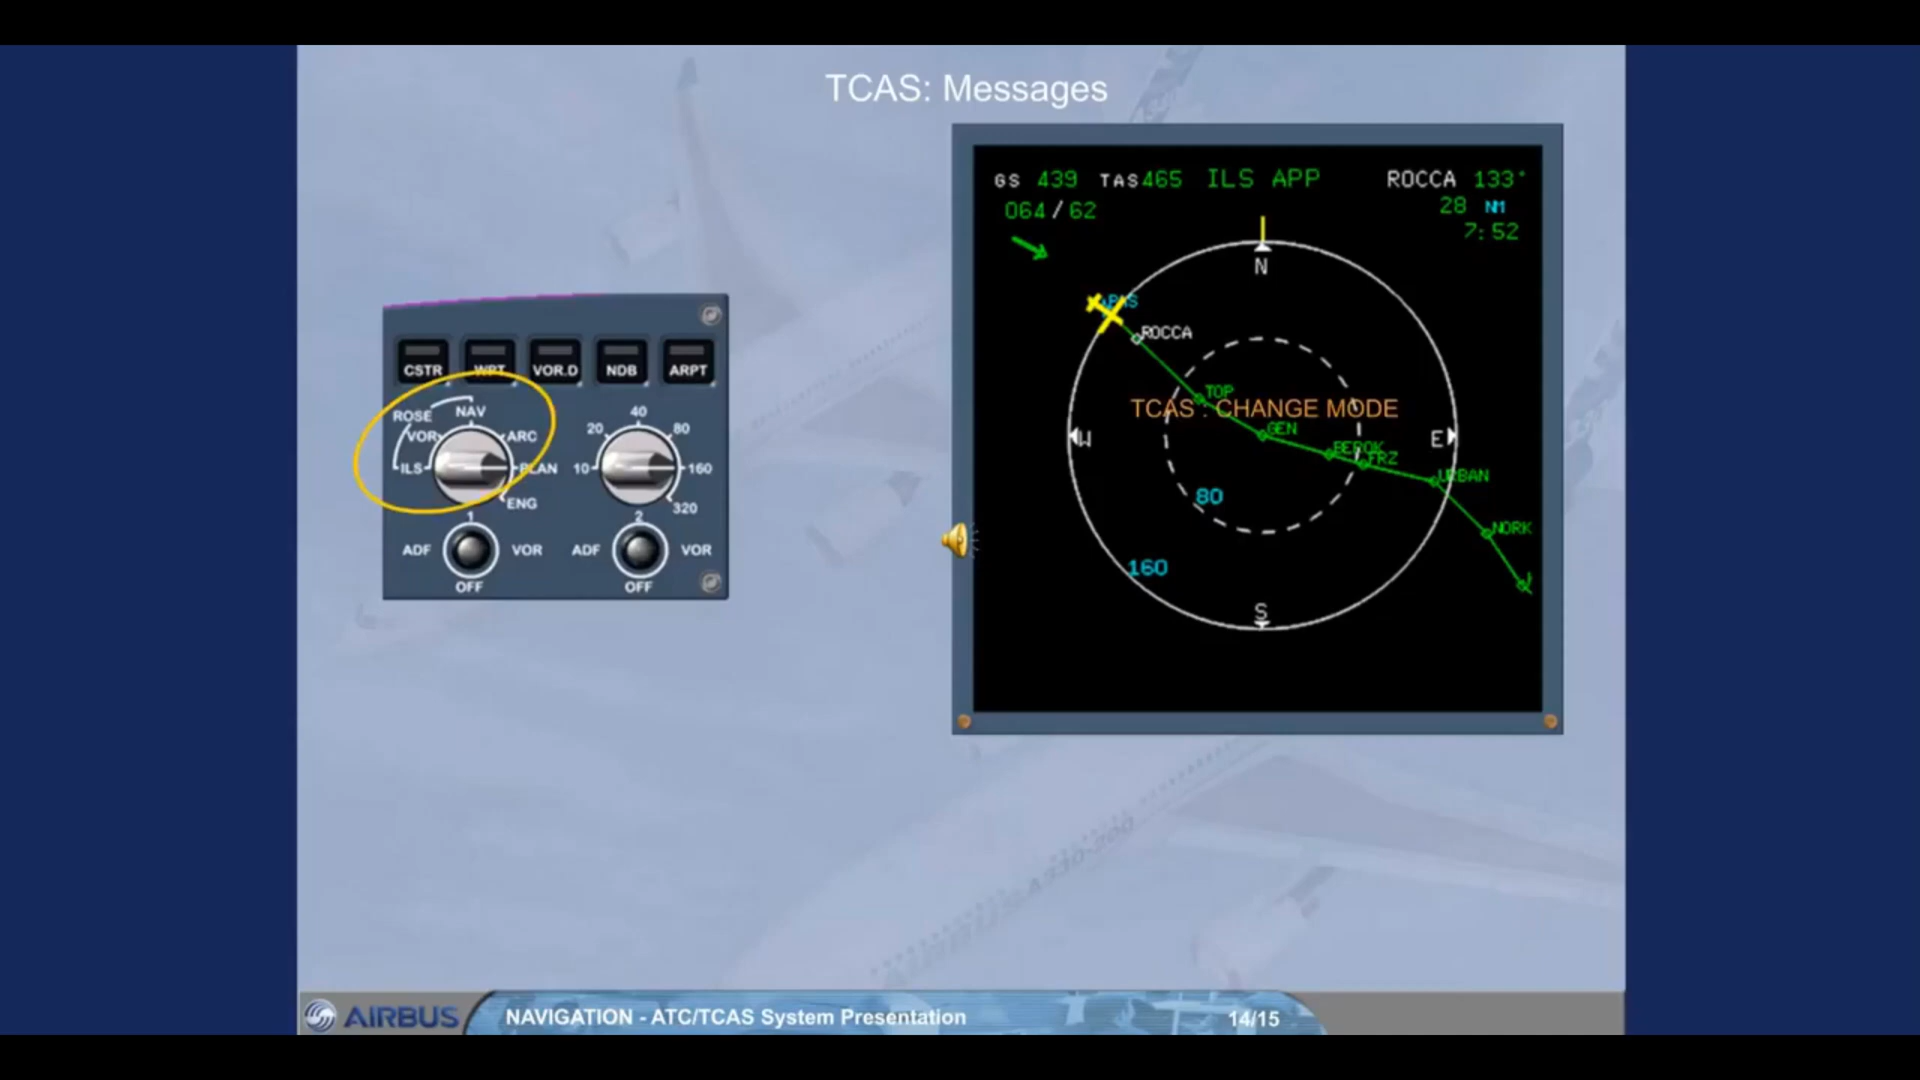 TCAS: Messages
CSTR WPT VOR.D NDB ARPT
ROSE NAV
VOR ARC
ILS PLAN
ENG
40
20 80
10 160
320
1
ADF VOR
OFF
2
ADF VOR
OFF
GS 439 TAS465 ILS APP ROCCA 133°
064/62 28 NM
7:52
N
ROCCA
TOP
TCAS : CHANGE MODE
GEN
W E
BEROK
FRZ
URBAN
80
NORK
160
S
AIRBUS
NAVIGATION - ATC/TCAS System Presentation
14/15